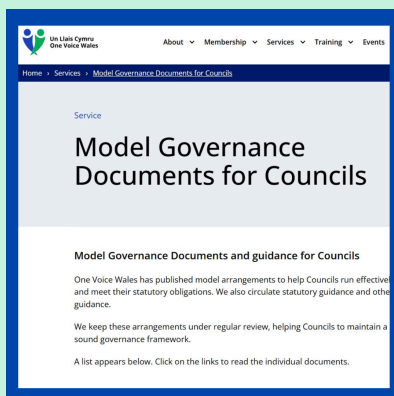 Un Llais Cymru
One Voice Wales
About Membership Services Training Events
Home › Services › Model Governance Documents for Councils
Service
Model Governance
Documents for Councils
Model Governance Documents and guidance for Councils
One Voice Wales has published model arrangements to help Councils run effectivel
and meet their statutory obligations. We also circulate statutory guidance and othe
guidance.
We keep these arrangements under regular review, helping Councils to maintain a
sound governance framework.
A list appears below. Click on the links to read the individual documents.